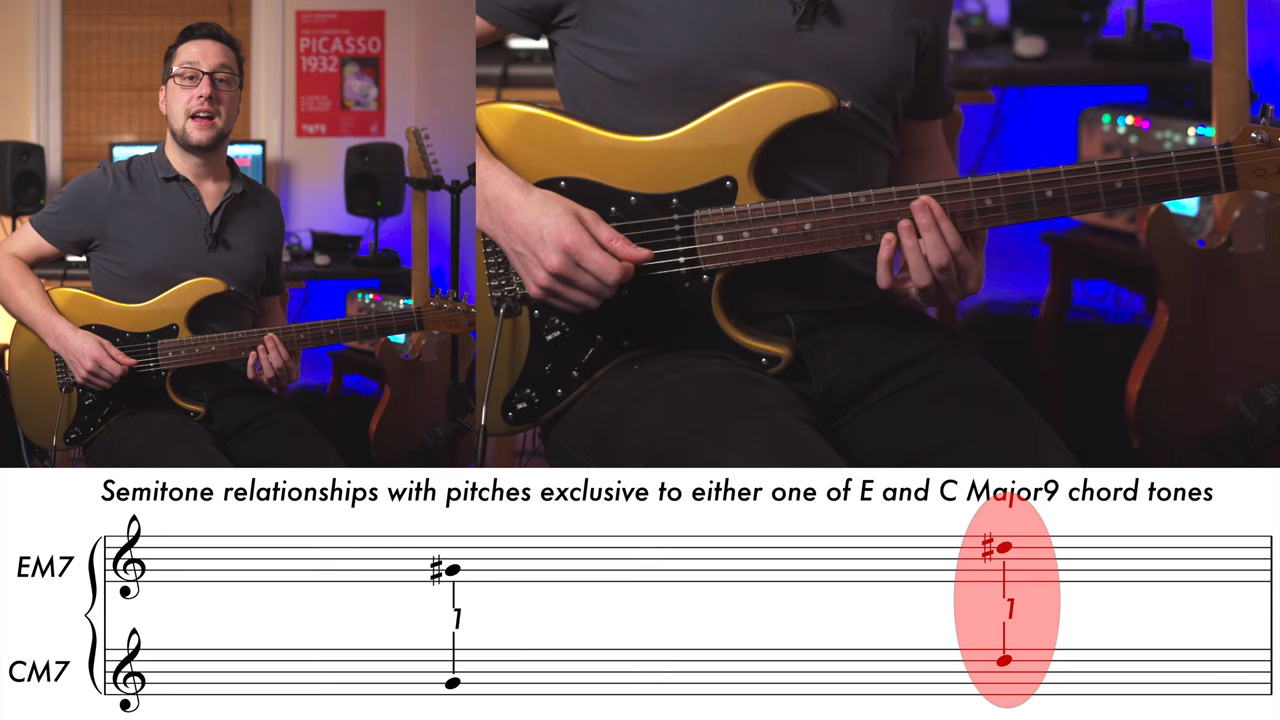 PICASSO
1932
TATE
Semitone relationships with pitches exclusive to either one of E and C Major9 chord tones
EM7
1
1
CM7